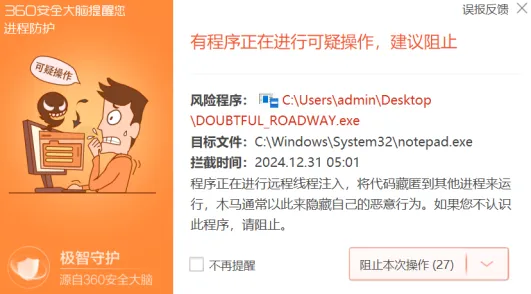 360安全大脑提醒您
进程防护
误报反馈
可疑操作
有程序正在进行可疑操作，建议阻止
风险程序： C:\Users\admin\Desktop
\DOUBTFUL_ROADWAY.exe
目标文件：C:\Windows\System32\notepad.exe
拦截时间：2024.12.31 05:01
程序正在进行远程线程注入，将代码藏匿到其他进程来运
行，木马通常以此来隐藏自己的恶意行为。如果您不认识
此程序，请阻止。
极智守护
源自360安全大脑
不再提醒
阻止本次操作 (27)